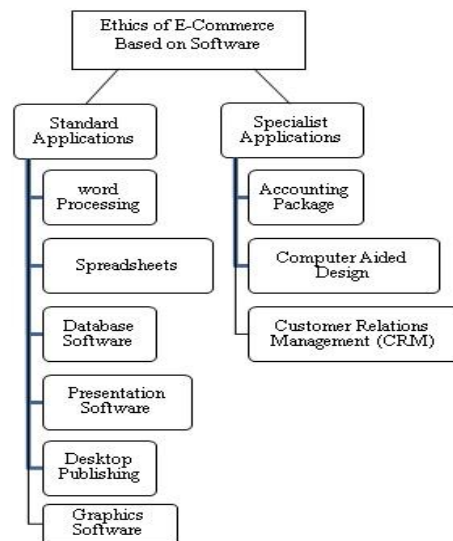 Ethics of E-Commerce
Based on Software
Standard
Applications
word
Processing
Spreadsheets
Database
Software
Presentation
Software
Desktop
Publishing
Graphics
Software
Specialist
Applications
Accounting
Package
Computer Aided
Design
Customer Relations
Management (CRM)